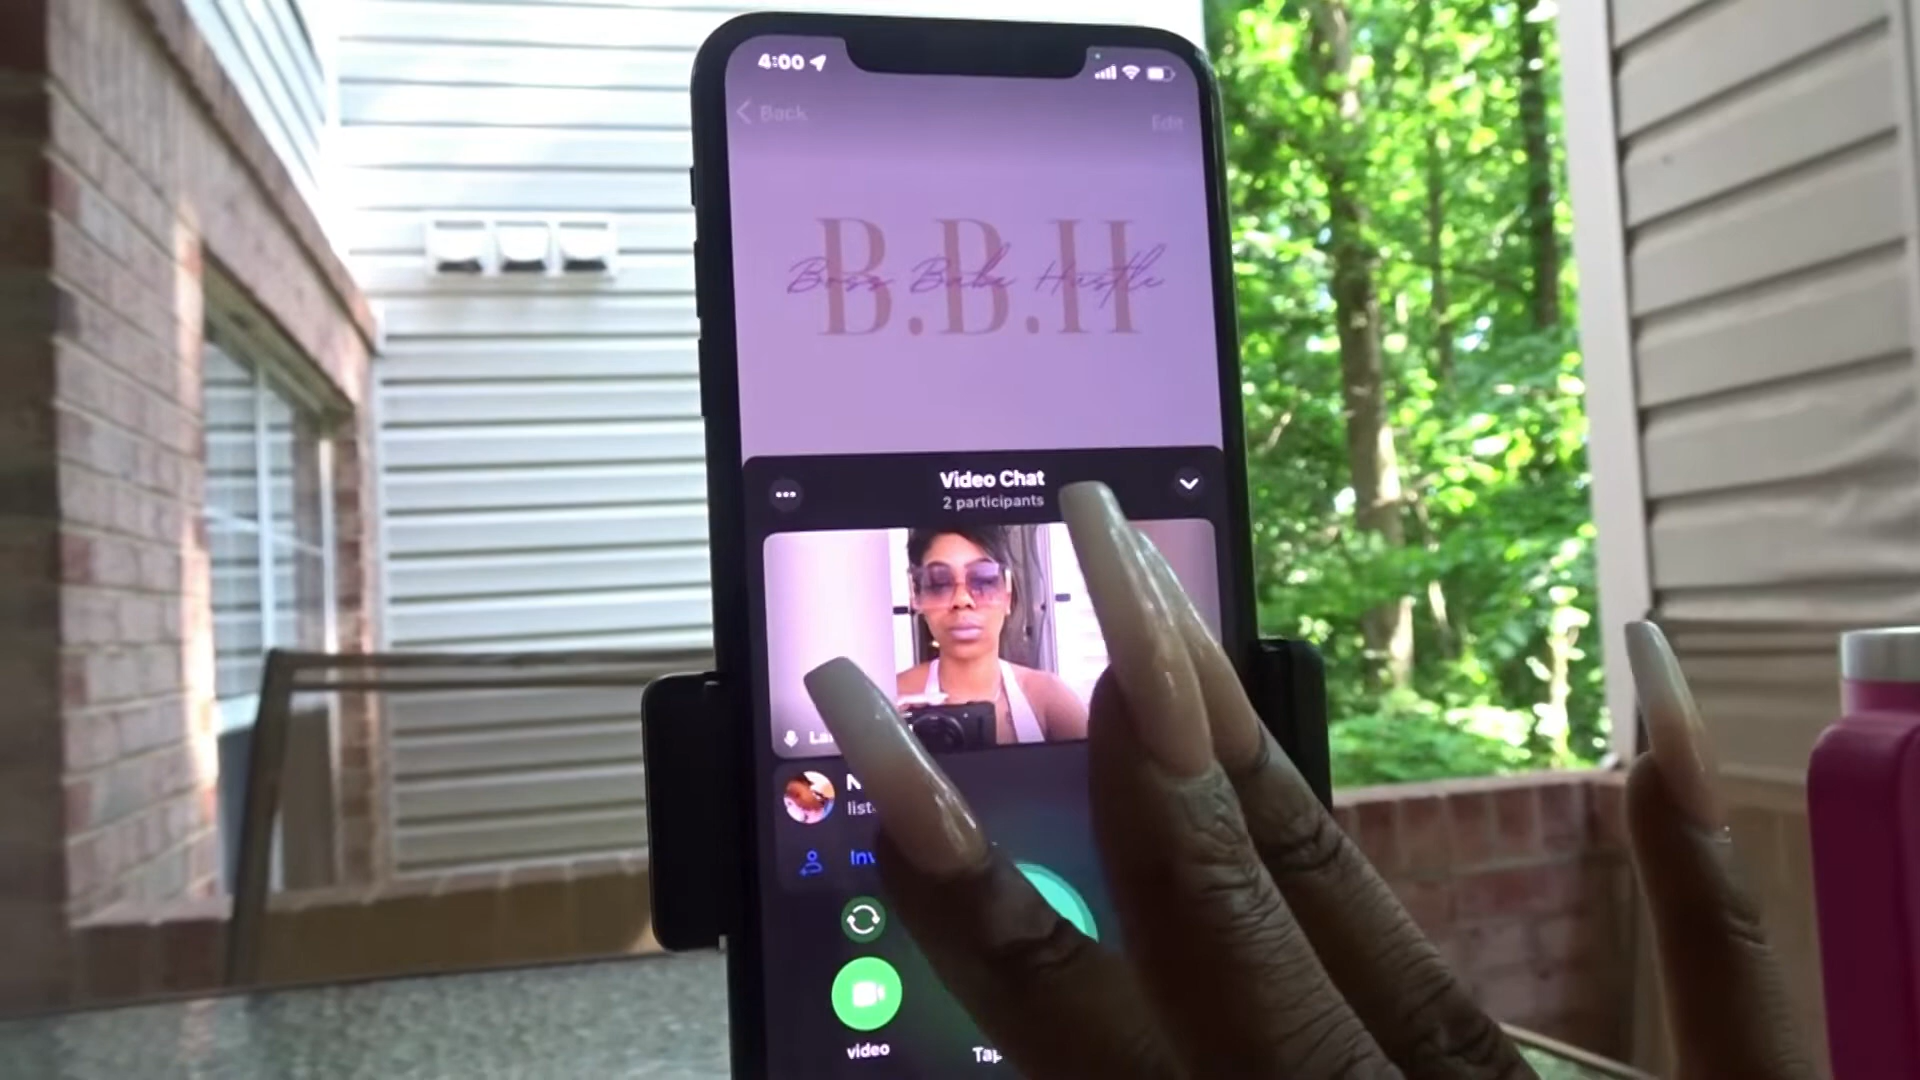 4:00
Back
Edit
B.B.H
Boss Babe Hustle
Video Chat
2 participants
video